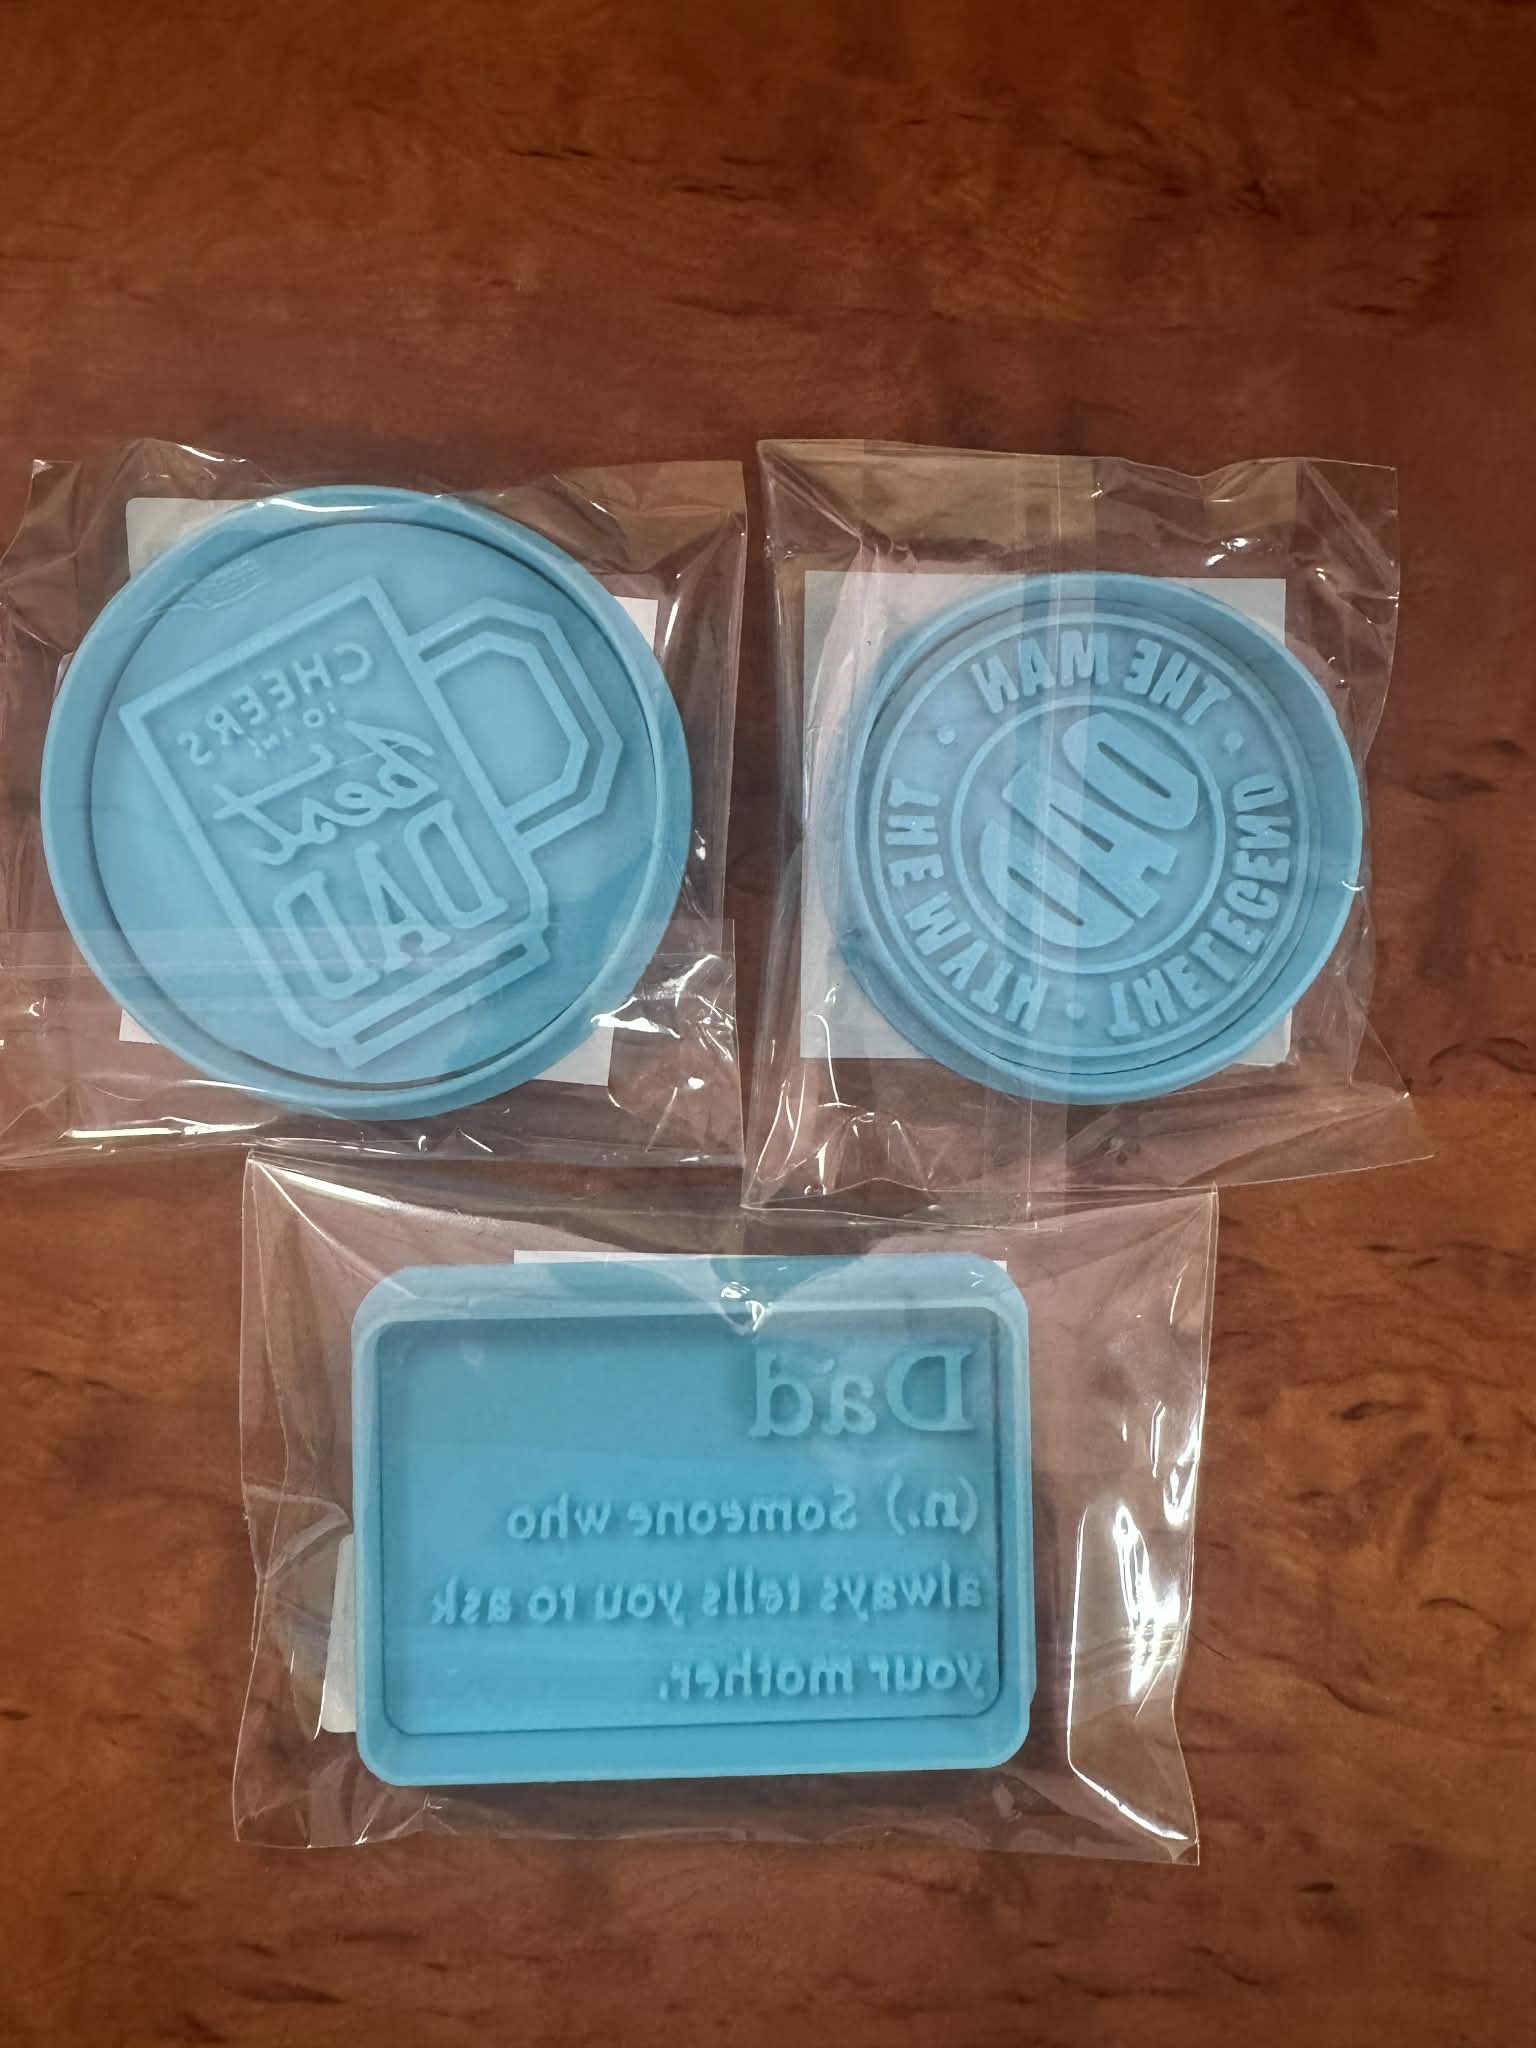 CHEERS
to the
best
DAD
THE MAN
THE MYTH
THE LEGEND
DAD
Dad
(n.) Someone who
always tells you to ask
your mother.